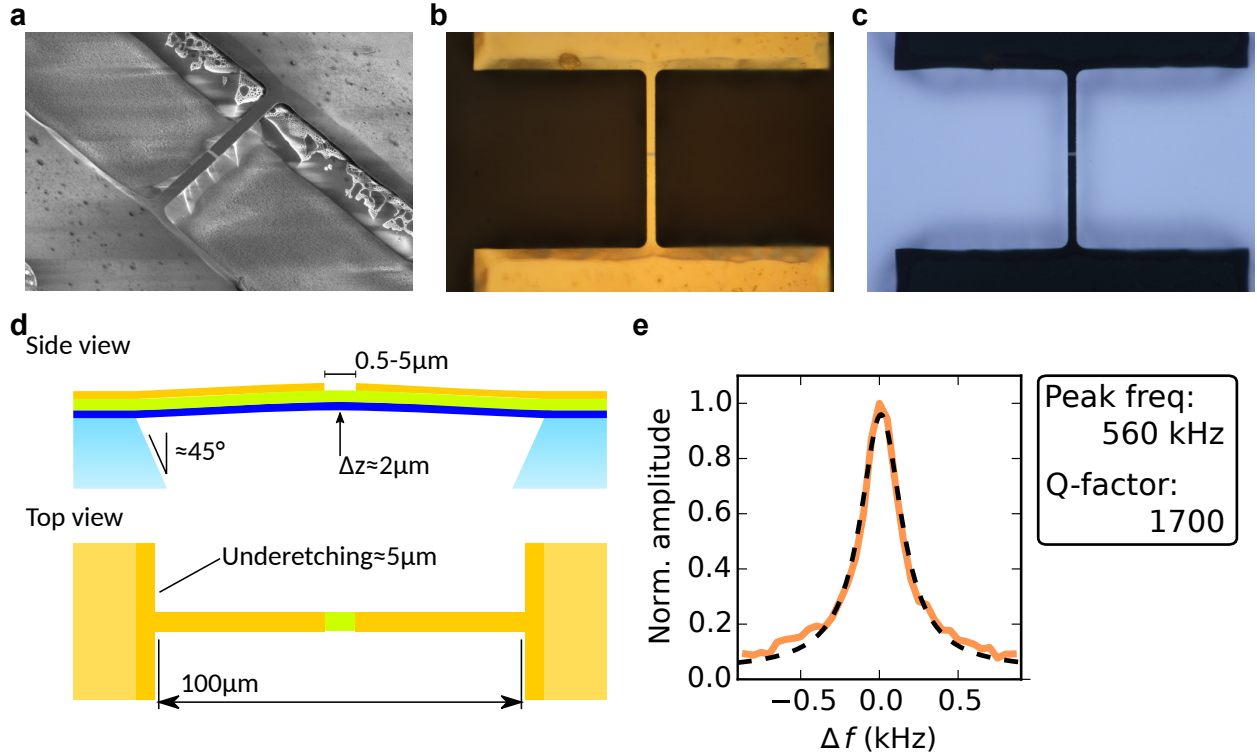 a
b
c
d
Side view
0.5-5μm
≈45°
Δz≈2μm
Top view
Underetching≈5μm
100μm
e
Norm. amplitude
1.0
0.8
0.6
0.4
0.2
0.0
−0.5
0.0
0.5
Δ f (kHz)
Peak freq:
560 kHz
Q-factor:
1700